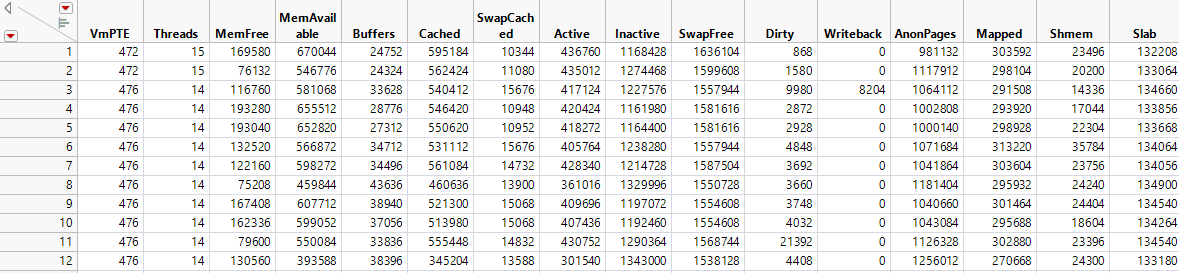 VmPTE Threads MemFree MemAvailable Buffers Cached SwapCached Active Inactive SwapFree Dirty Writeback AnonPages Mapped Shmem Slab
1 472 15 169580 670044 24752 595184 10344 436760 1168428 1636104 868 0 981132 303592 23496 132208
2 472 15 76132 546776 24324 562424 11080 435012 1274468 1599608 1580 0 1117912 298104 20200 133064
3 476 14 116760 581068 33628 540412 15676 417124 1227576 1557944 9980 8204 1064112 291508 14336 134660
4 476 14 193280 655512 28776 546420 10948 420424 1161980 1581616 2872 0 1002808 293920 17044 133856
5 476 14 193040 652820 27312 550620 10952 418272 1164400 1581616 2928 0 1000140 298928 22304 133668
6 476 14 132520 566872 34712 531112 15676 405764 1238280 1557944 4848 0 1071684 313220 35784 134064
7 476 14 122160 598272 34496 561084 14732 428340 1214728 1587504 3692 0 1041864 303604 23756 134056
8 476 14 75208 459844 43636 460636 13900 361016 1329996 1550728 3660 0 1181404 295932 24240 134900
9 476 14 167408 607712 38940 521300 15068 409696 1197072 1554608 3748 0 1040660 301464 24404 134540
10 476 14 162336 599052 37056 513980 15068 407436 1192460 1554608 4032 0 1043084 295688 18604 134264
11 476 14 79600 550084 33836 555448 14832 430752 1290364 1568744 21392 0 1126328 302880 23396 134540
12 476 14 130560 393588 38396 345204 13588 301540 1343000 1538128 4408 0 1256012 270668 24300 133180